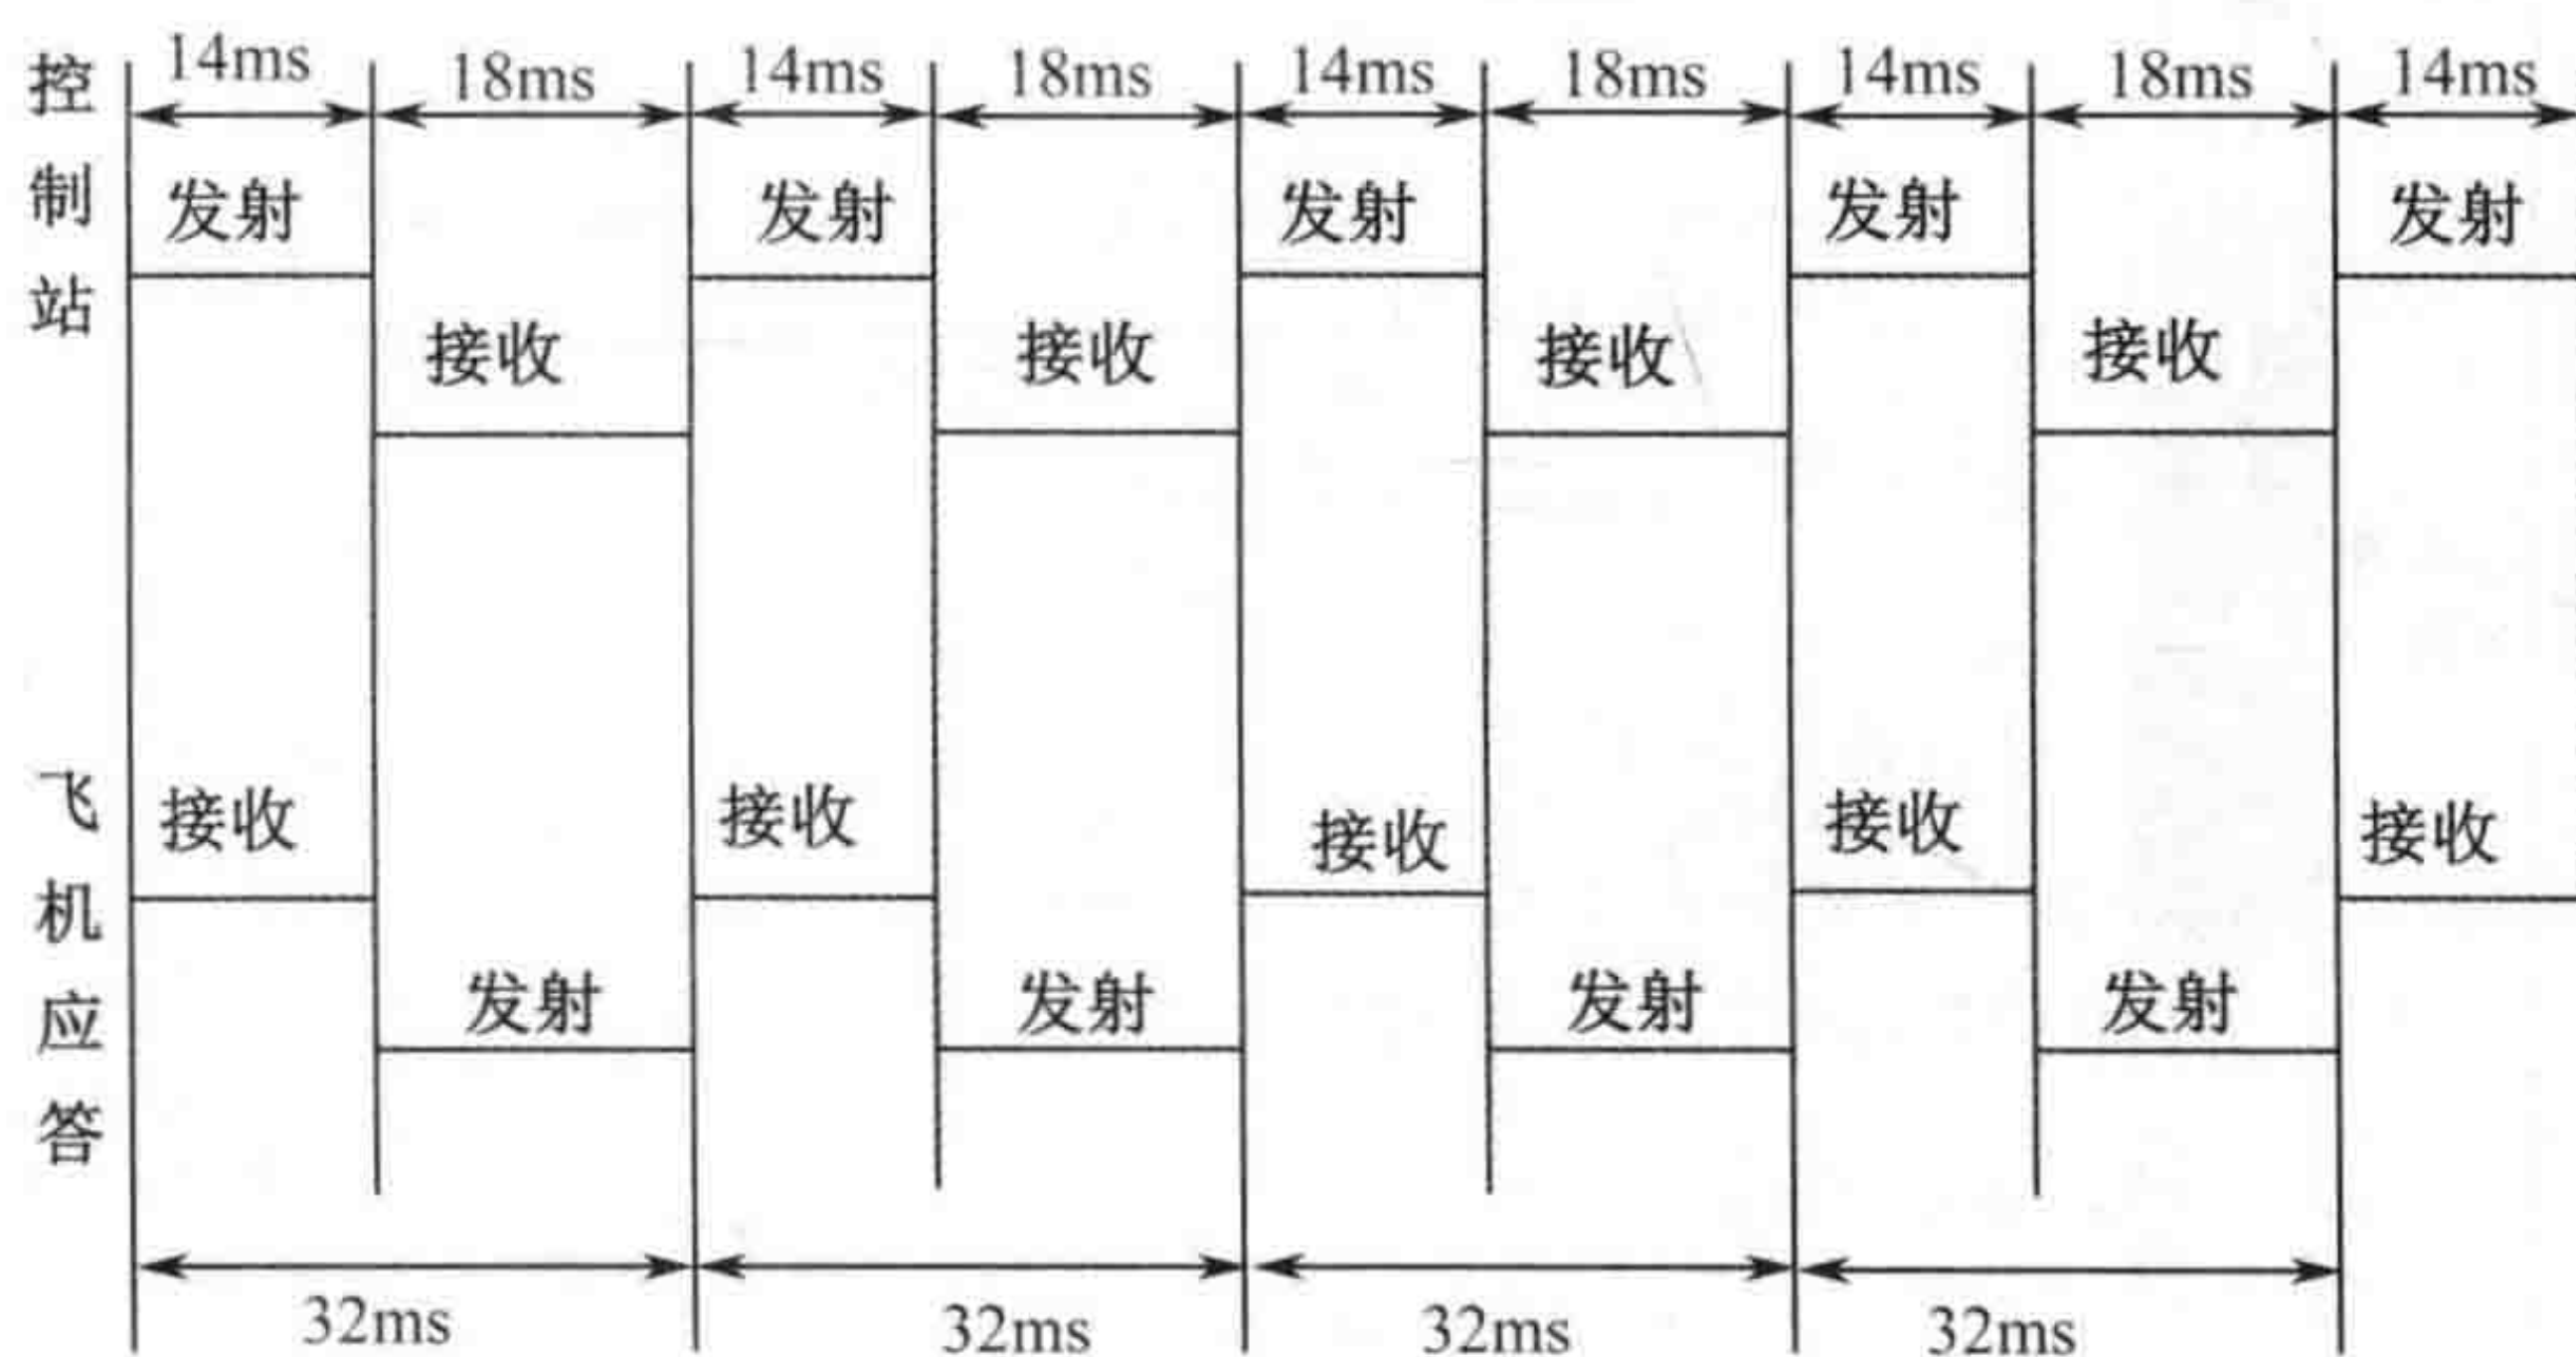 控制站
14ms 18ms 14ms 18ms 14ms 18ms 14ms 18ms 14ms
发射 发射 发射 发射 发射
接收 接收 接收 接收
飞机应答
接收 接收 接收 接收 接收
发射 发射 发射 发射
32ms 32ms 32ms 32ms